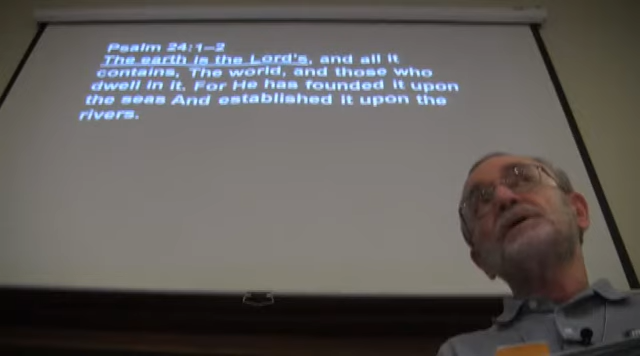 Psalm 24:1–2
The earth is the Lord's, and all it
contains, The world, and those who
dwell in it. For He has founded it upon
the seas And established it upon the
rivers.